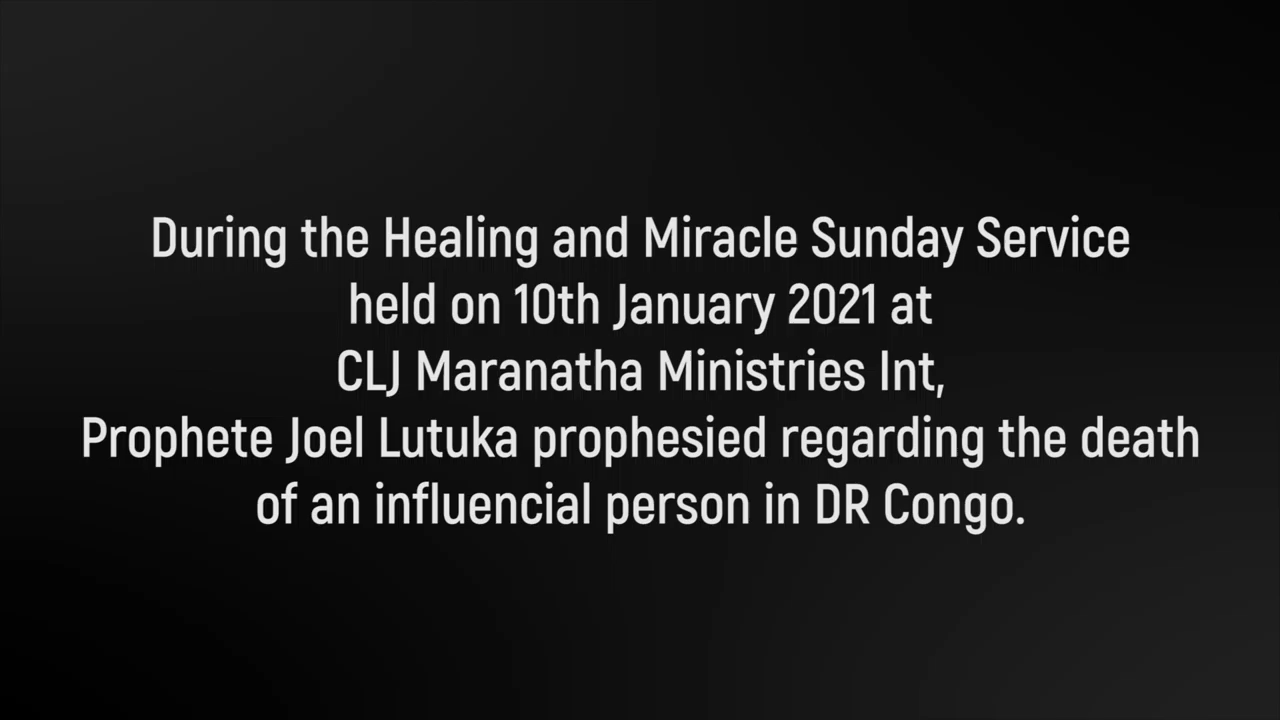 During the Healing and Miracle Sunday Service
held on 10th January 2021 at
CLJ Maranatha Ministries Int,
Prophete Joel Lutuka prophesied regarding the death
of an influencial person in DR Congo.